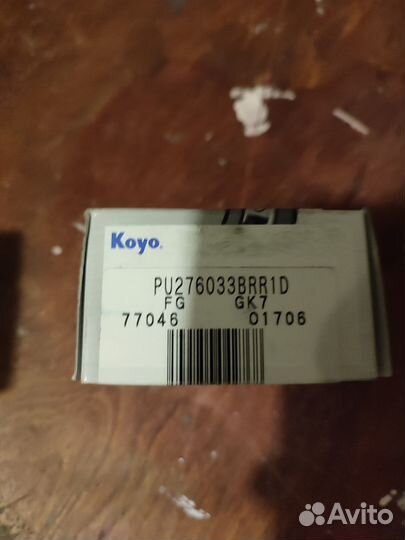 Koyo
PU276033BRR1D
FG GK7
77046 01706
Avito